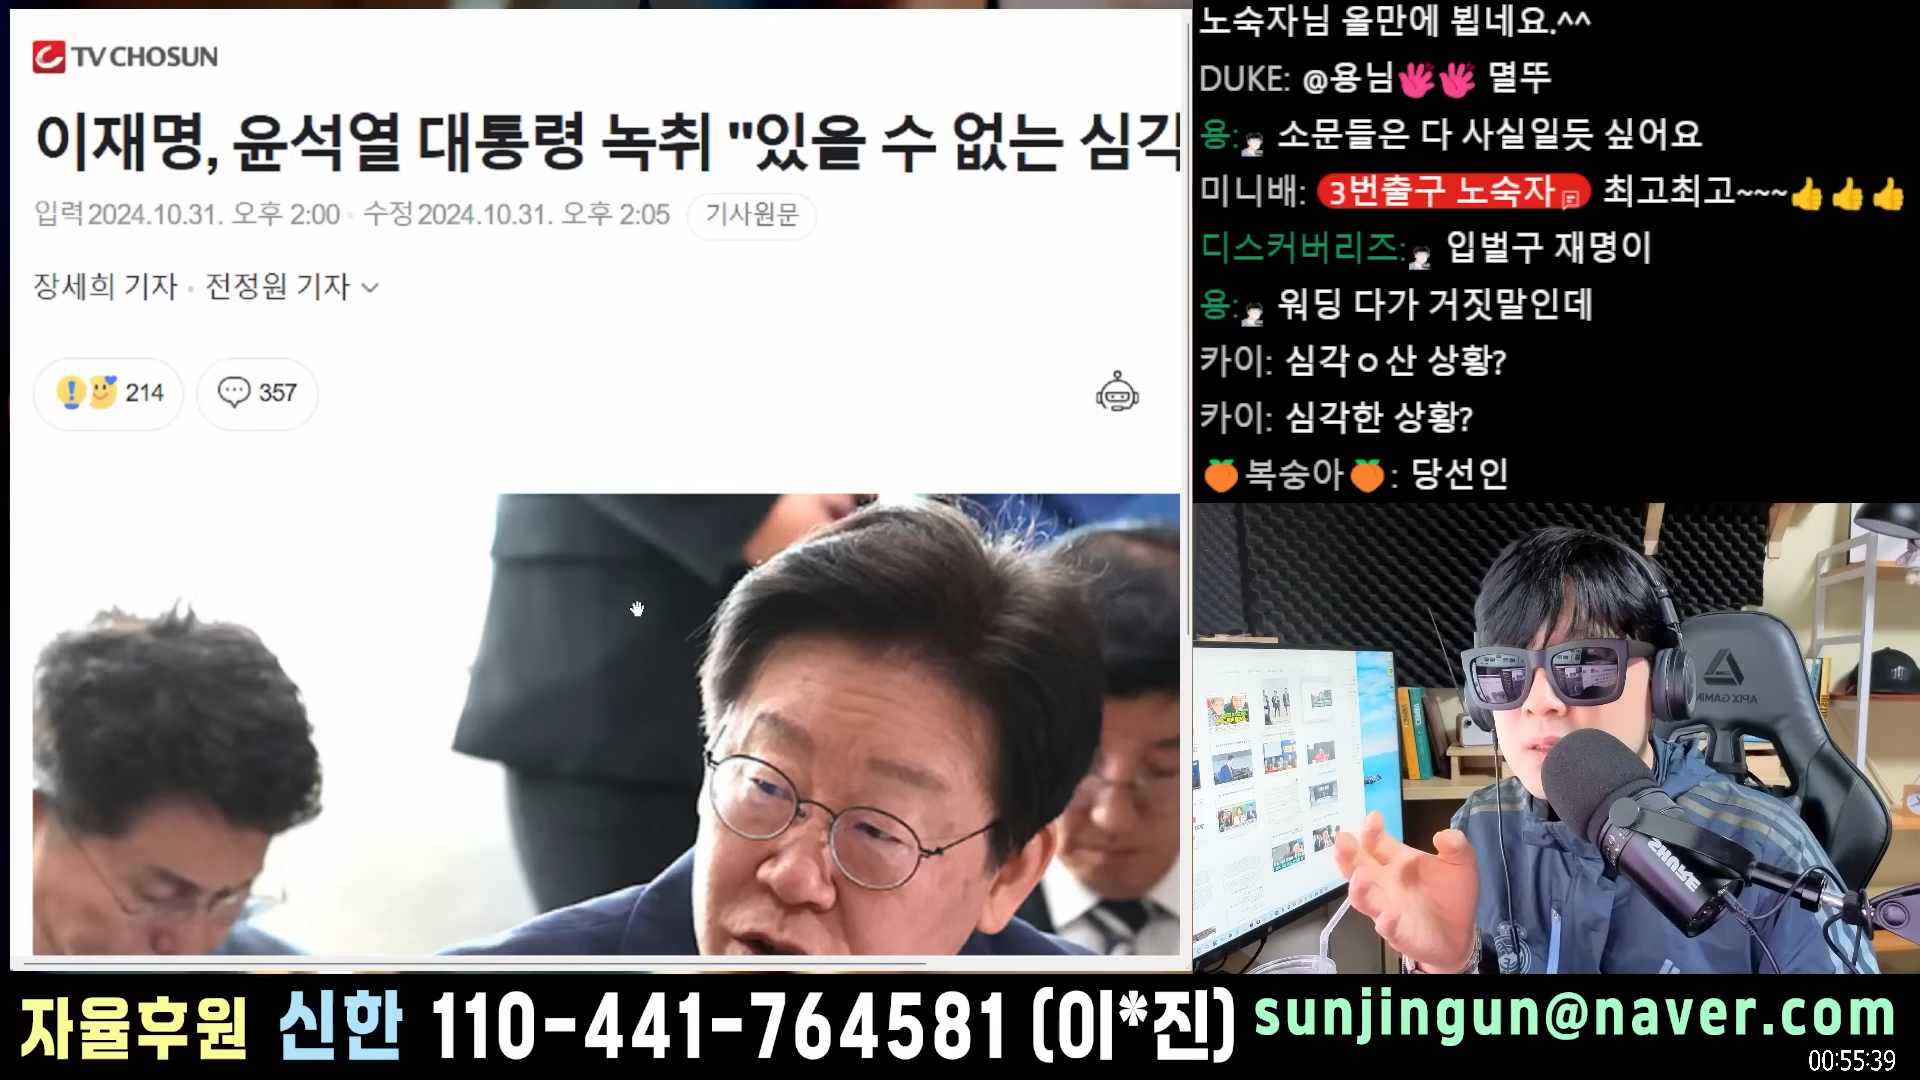 TV CHOSUN
이재명, 윤석열 대통령 녹취 "있을 수 없는 심각
입력 2024.10.31. 오후 2:00 · 수정 2024.10.31. 오후 2:05 기사원문
장세희 기자 · 전정원 기자
214 357
노숙자님 올만에 뵙네요.^^
DUKE: @용님 멸뚜
용: 소문들은 다 사실일듯 싶어요
미니배: 3번출구 노숙자 최고최고~~~
디스커버리즈: 입벌구 재명이
용: 워딩 다가 거짓말인데
카이: 심각ㅇ산 상황?
카이: 심각한 상황?
복숭아: 당선인
APIX GAMING
SHURE
자율후원 신한 110-441-764581 (이*진) sunjingun@naver.com
00:55:39